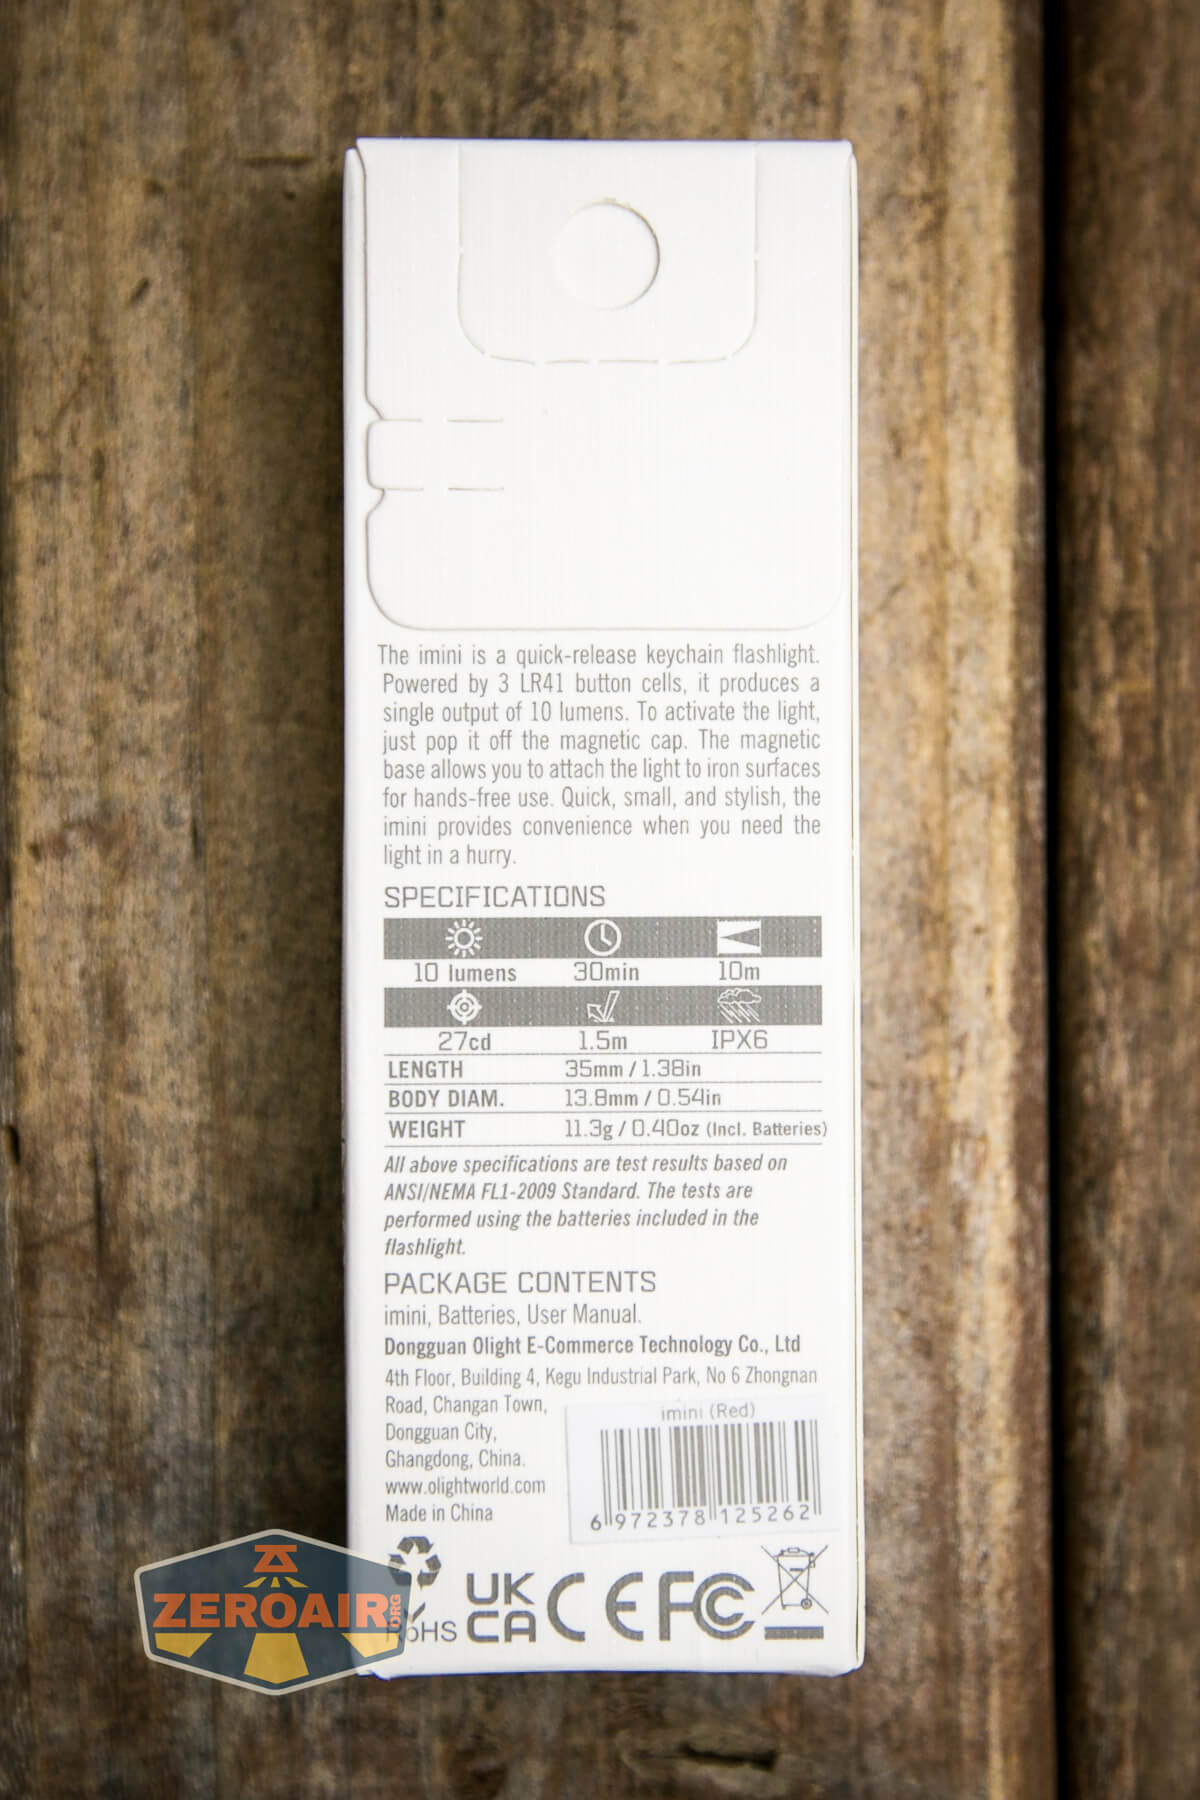 The imini is a quick-release keychain flashlight.
Powered by 3 LR41 button cells, it produces a
single output of 10 lumens. To activate the light,
just pop it off the magnetic cap. The magnetic
base allows you to attach the light to iron surfaces
for hands-free use. Quick, small, and stylish, the
imini provides convenience when you need the
light in a hurry.
SPECIFICATIONS
10 lumens 30min 10m
27cd 1.5m IPX6
LENGTH 35mm / 1.38in
BODY DIAM. 13.8mm / 0.54in
WEIGHT 11.3g / 0.40oz (Incl. Batteries)
All above specifications are test results based on
ANSI/NEMA FL1-2009 Standard. The tests are
performed using the batteries included in the
flashlight.
PACKAGE CONTENTS
imini, Batteries, User Manual.
Dongguan Olight E-Commerce Technology Co., Ltd
4th Floor, Building 4, Kegu Industrial Park, No 6 Zhongnan
Road, Changan Town,
Dongguan City,
Ghangdong, China.
www.olightworld.com
Made in China
imini (Red)
6 972378 125262
RoHS UK CA CE FCC
ZEROAIR.ORG